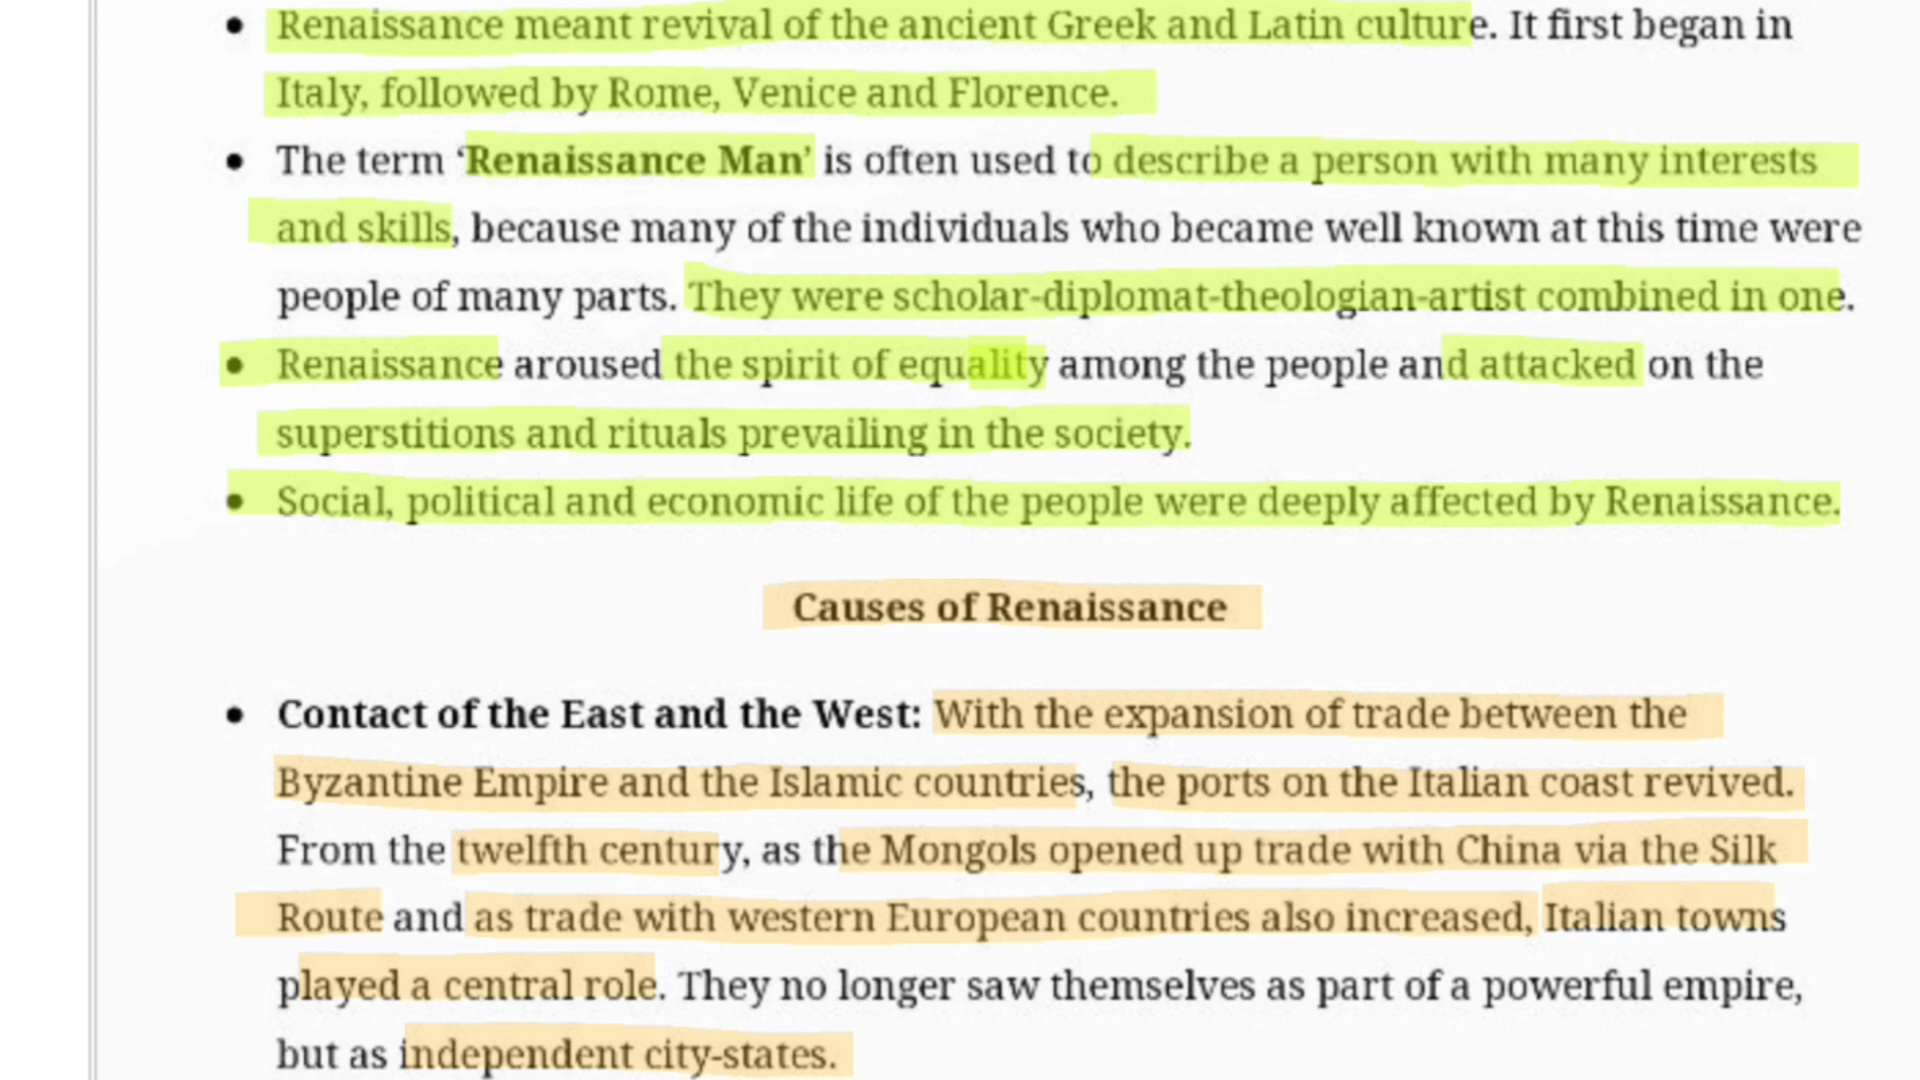 • Renaissance meant revival of the ancient Greek and Latin culture. It first began in
Italy, followed by Rome, Venice and Florence.
• The term ‘Renaissance Man’ is often used to describe a person with many interests
and skills, because many of the individuals who became well known at this time were
people of many parts. They were scholar-diplomat-theologian-artist combined in one.
• Renaissance aroused the spirit of equality among the people and attacked on the
superstitions and rituals prevailing in the society.
• Social, political and economic life of the people were deeply affected by Renaissance.
Causes of Renaissance
• Contact of the East and the West: With the expansion of trade between the
Byzantine Empire and the Islamic countries, the ports on the Italian coast revived.
From the twelfth century, as the Mongols opened up trade with China via the Silk
Route and as trade with western European countries also increased, Italian towns
played a central role. They no longer saw themselves as part of a powerful empire,
but as independent city-states.